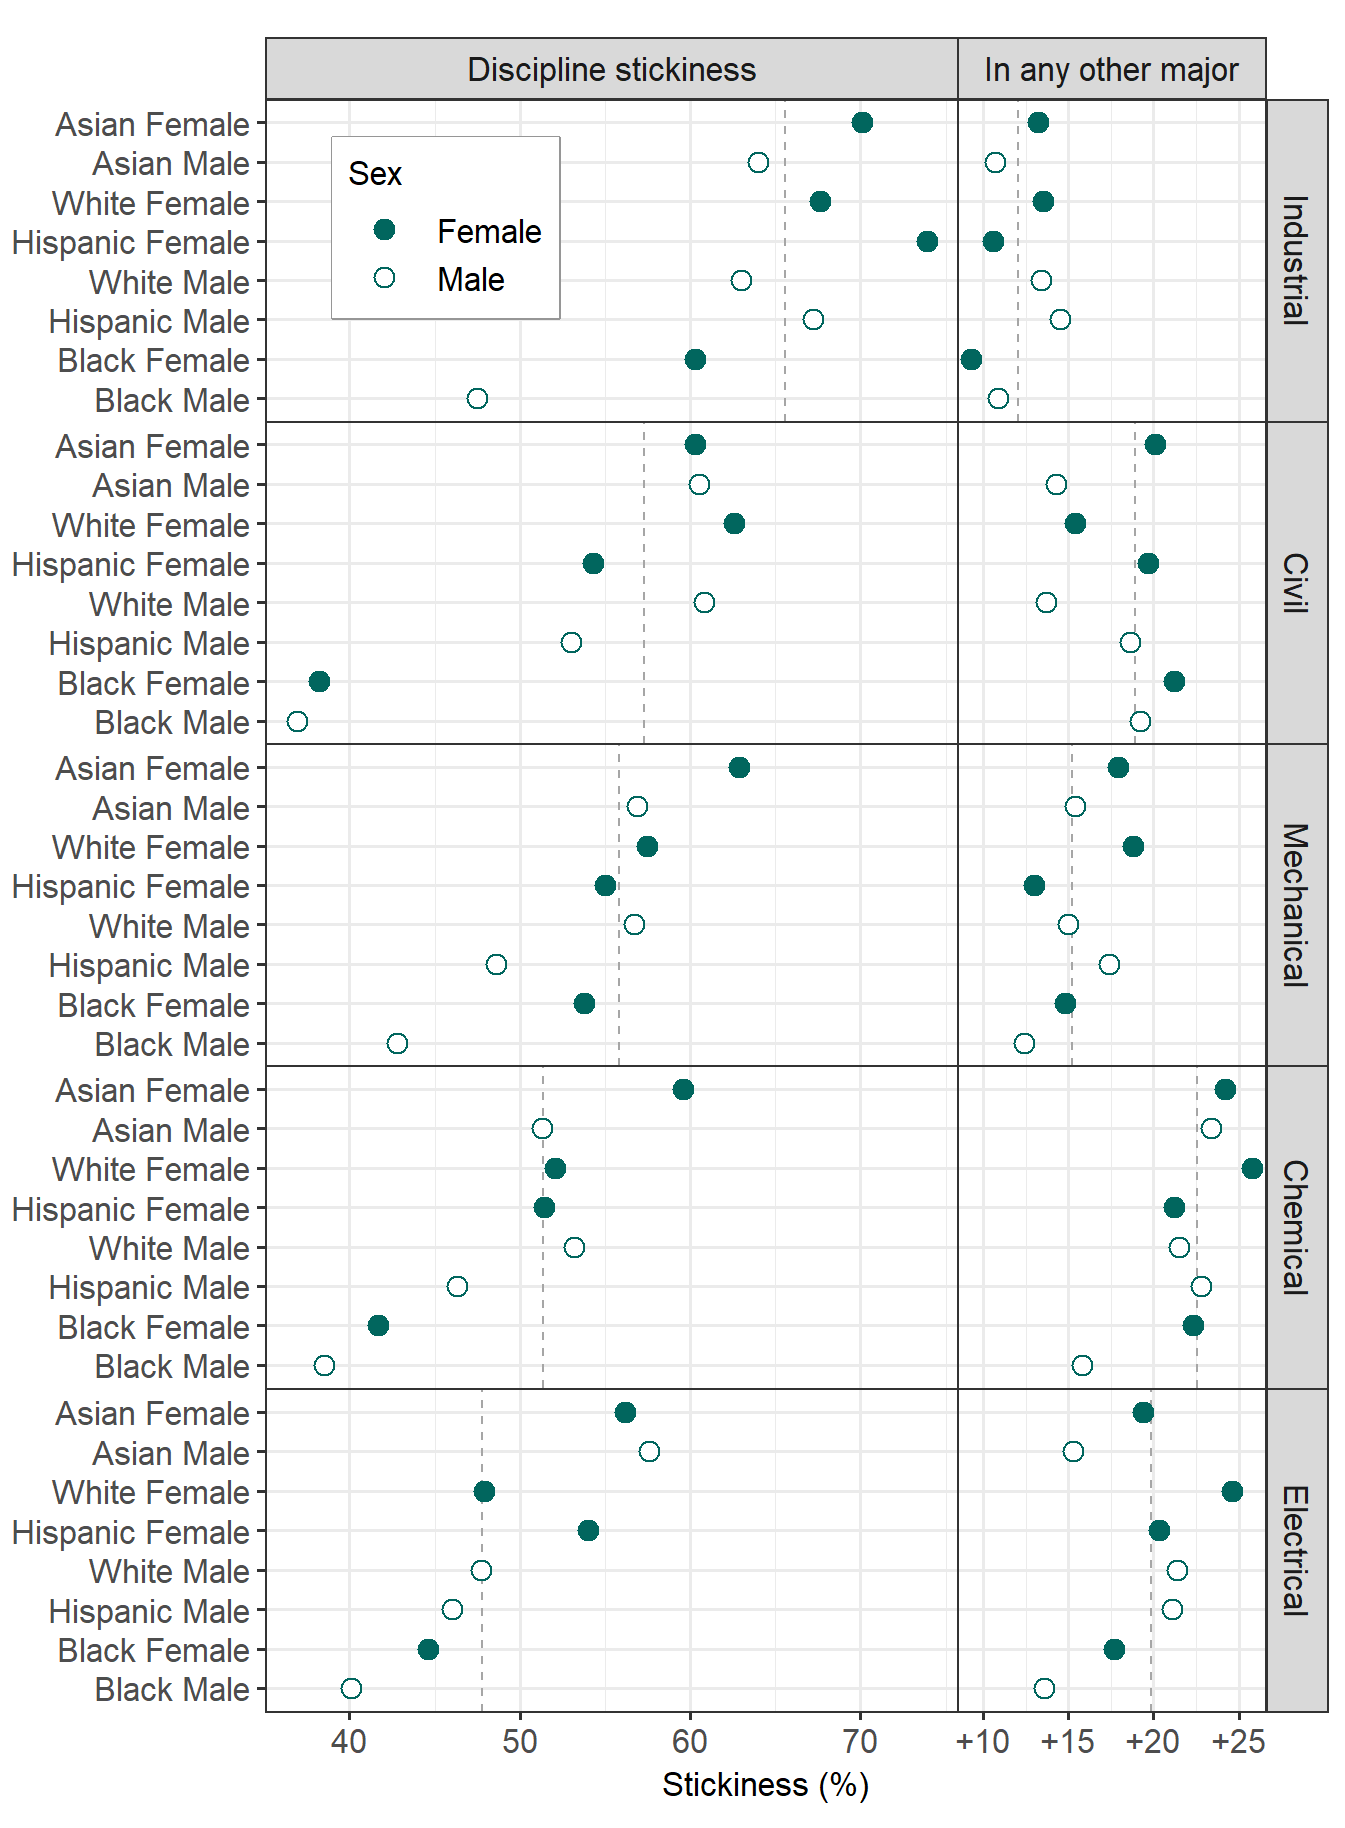 Discipline stickiness
In any other major
Asian Female
Asian Male
White Female
Hispanic Female
White Male
Hispanic Male
Black Female
Black Male
Industrial
Sex
Female
Male
Asian Female
Asian Male
White Female
Hispanic Female
White Male
Hispanic Male
Black Female
Black Male
Civil
Asian Female
Asian Male
White Female
Hispanic Female
White Male
Hispanic Male
Black Female
Black Male
Mechanical
Asian Female
Asian Male
White Female
Hispanic Female
White Male
Hispanic Male
Black Female
Black Male
Chemical
Asian Female
Asian Male
White Female
Hispanic Female
White Male
Hispanic Male
Black Female
Black Male
Electrical
40 50 60 70 +10 +15 +20 +25
Stickiness (%)